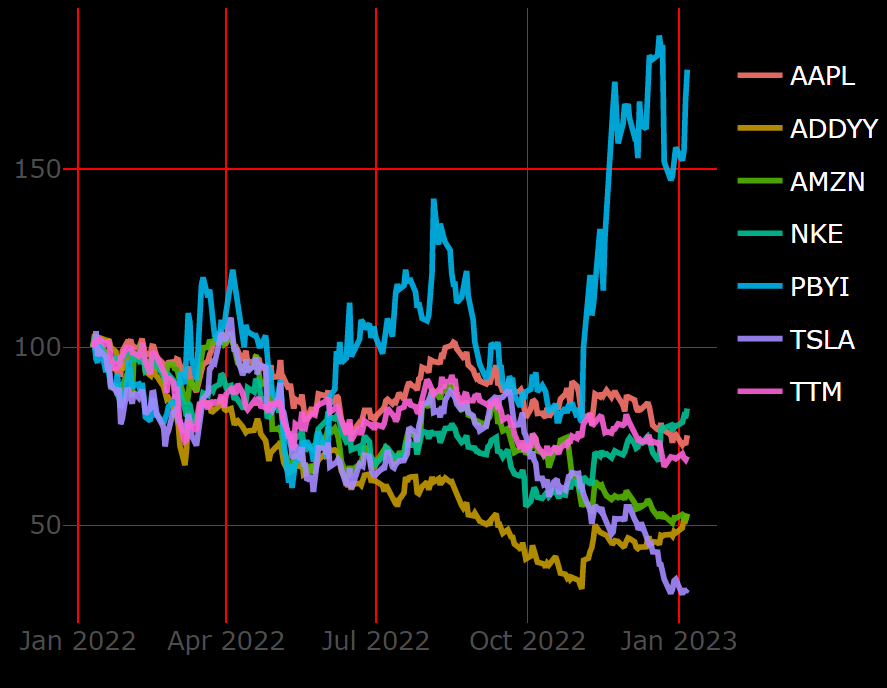 150
100
50
Jan 2022
Apr 2022
Jul 2022
Oct 2022
Jan 2023
AAPL
ADDYY
AMZN
NKE
PBYI
TSLA
TTM